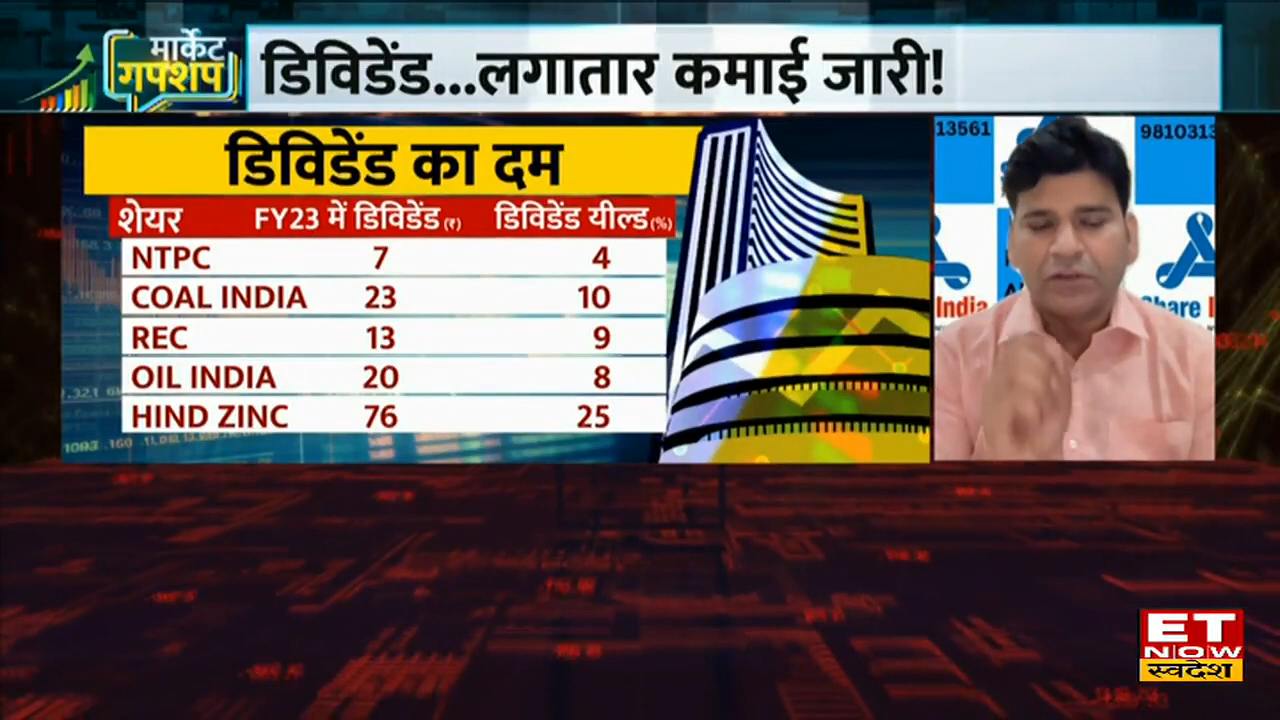 मार्केट
गपशप
डिविडेंड...लगातार कमाई जारी!
डिविडेंड का दम
शेयर FY23 में डिविडेंड (₹) डिविडेंड यील्ड (%)
NTPC 7 4
COAL INDIA 23 10
REC 13 9
OIL INDIA 20 8
HIND ZINC 76 25
13561 9810313
India hare I
ET
NOW
स्वदेश